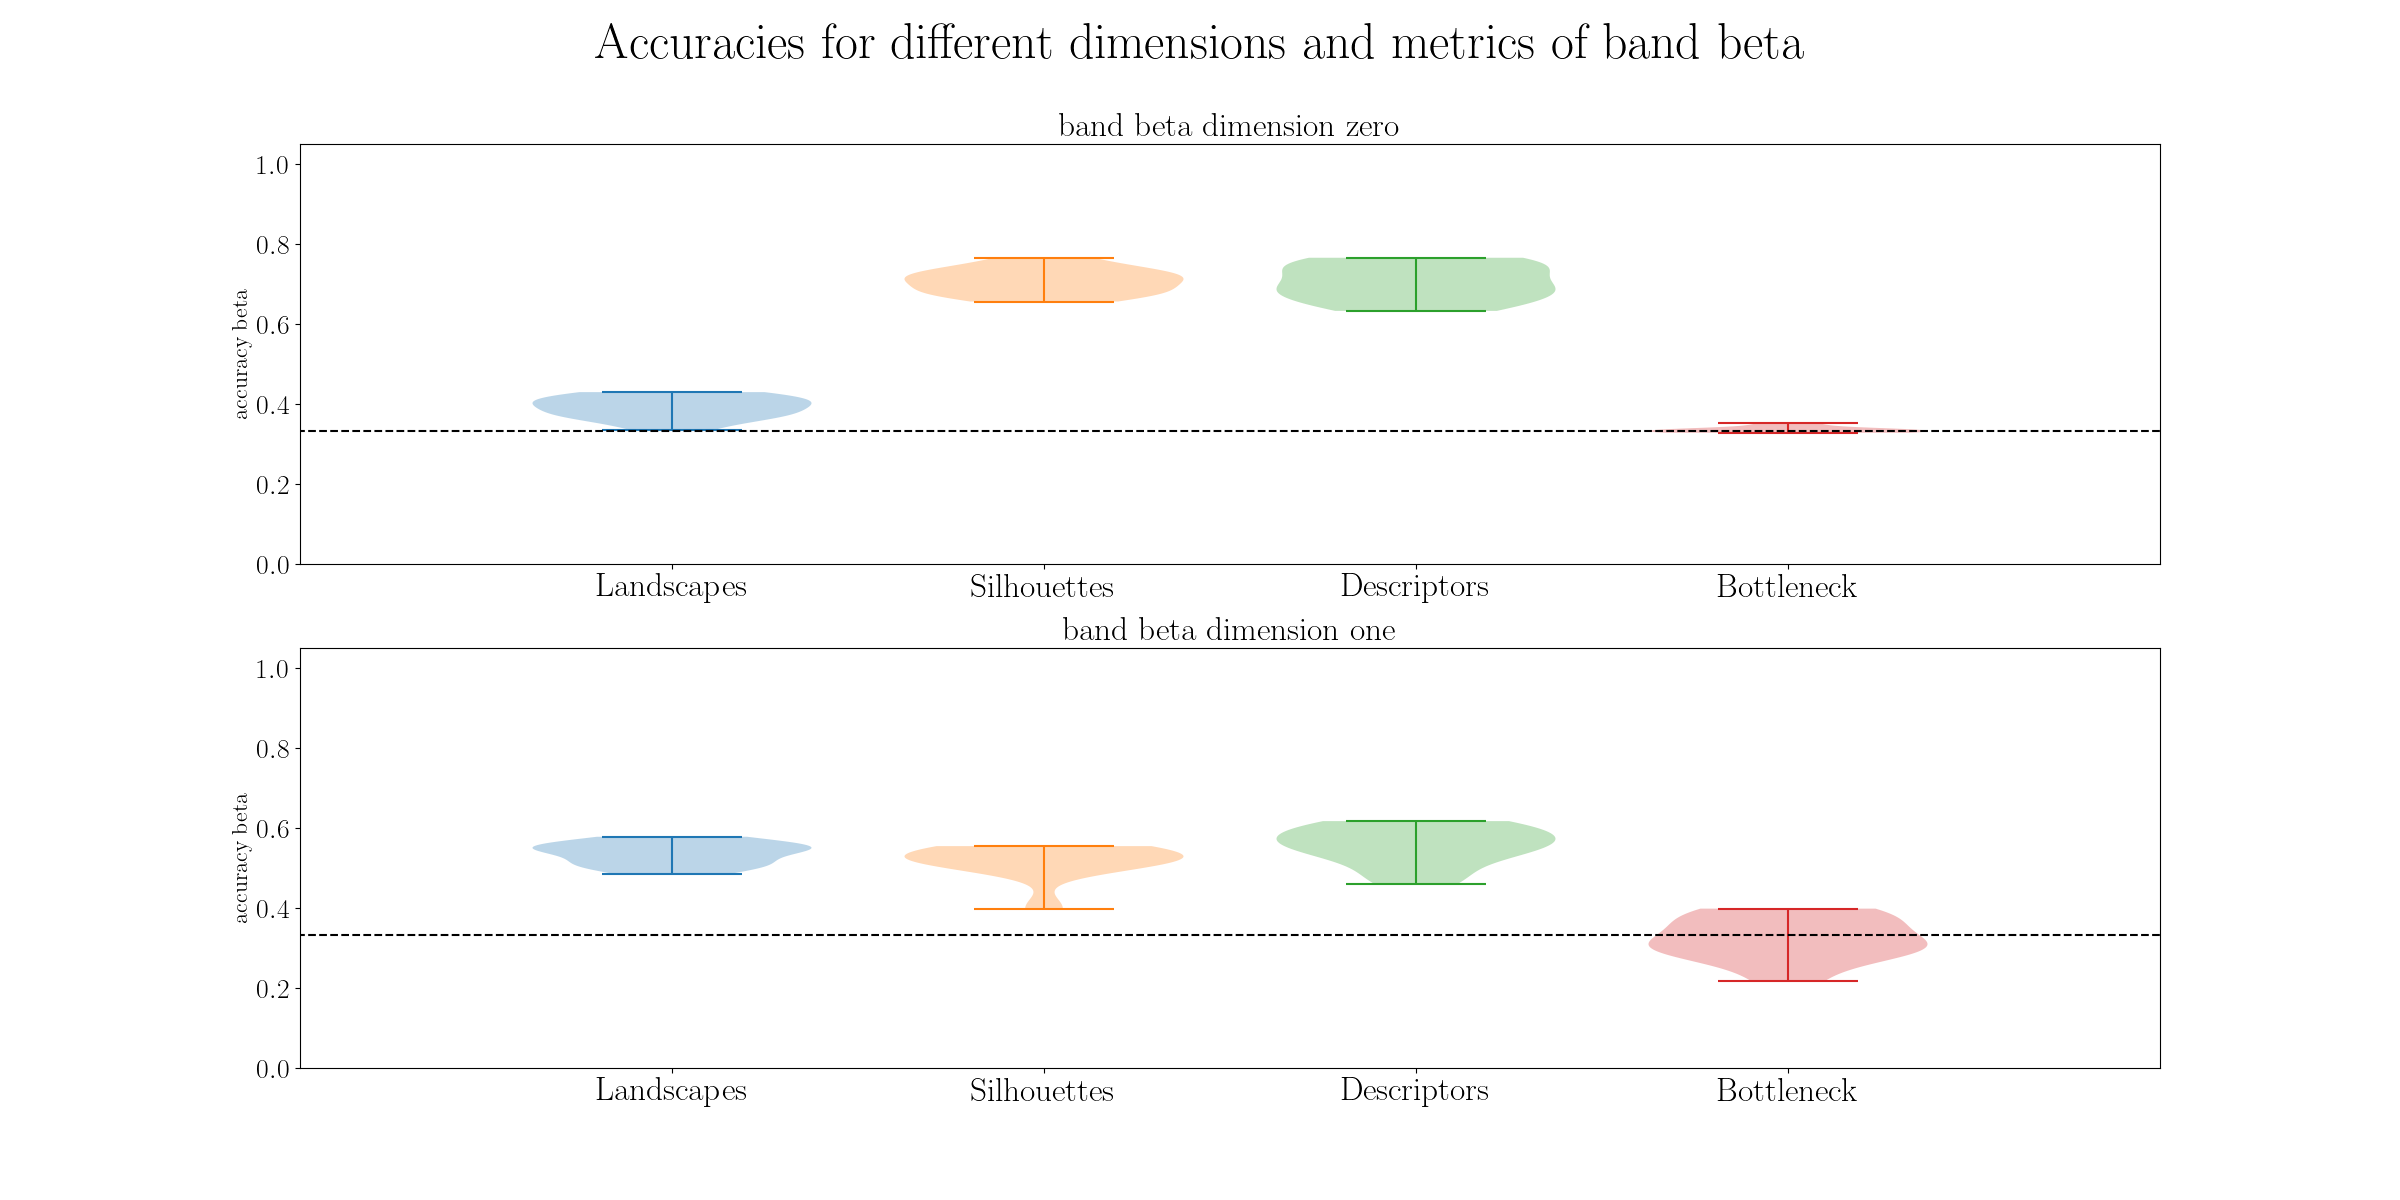 Accuracies for different dimensions and metrics of band beta
band beta dimension zero
1.0
0.8
0.6
0.4
0.2
0.0
accuracy beta
Landscapes Silhouettes Descriptors Bottleneck
band beta dimension one
1.0
0.8
0.6
0.4
0.2
0.0
accuracy beta
Landscapes Silhouettes Descriptors Bottleneck